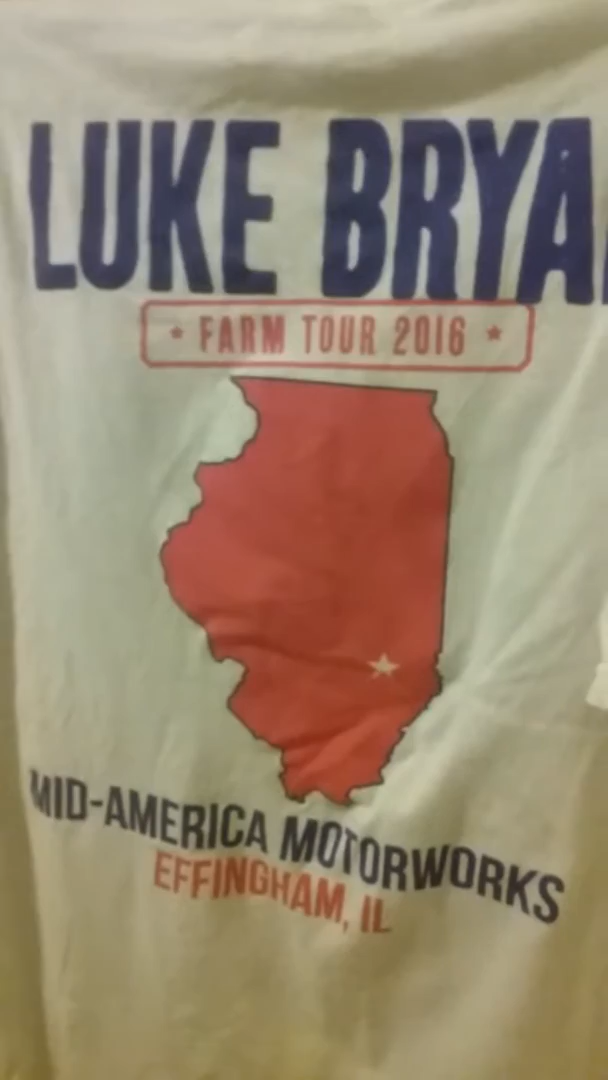 LUKE BRYA
* FARM TOUR 2016 *
MID-AMERICA MOTORWORKS
EFFINGHAM, IL